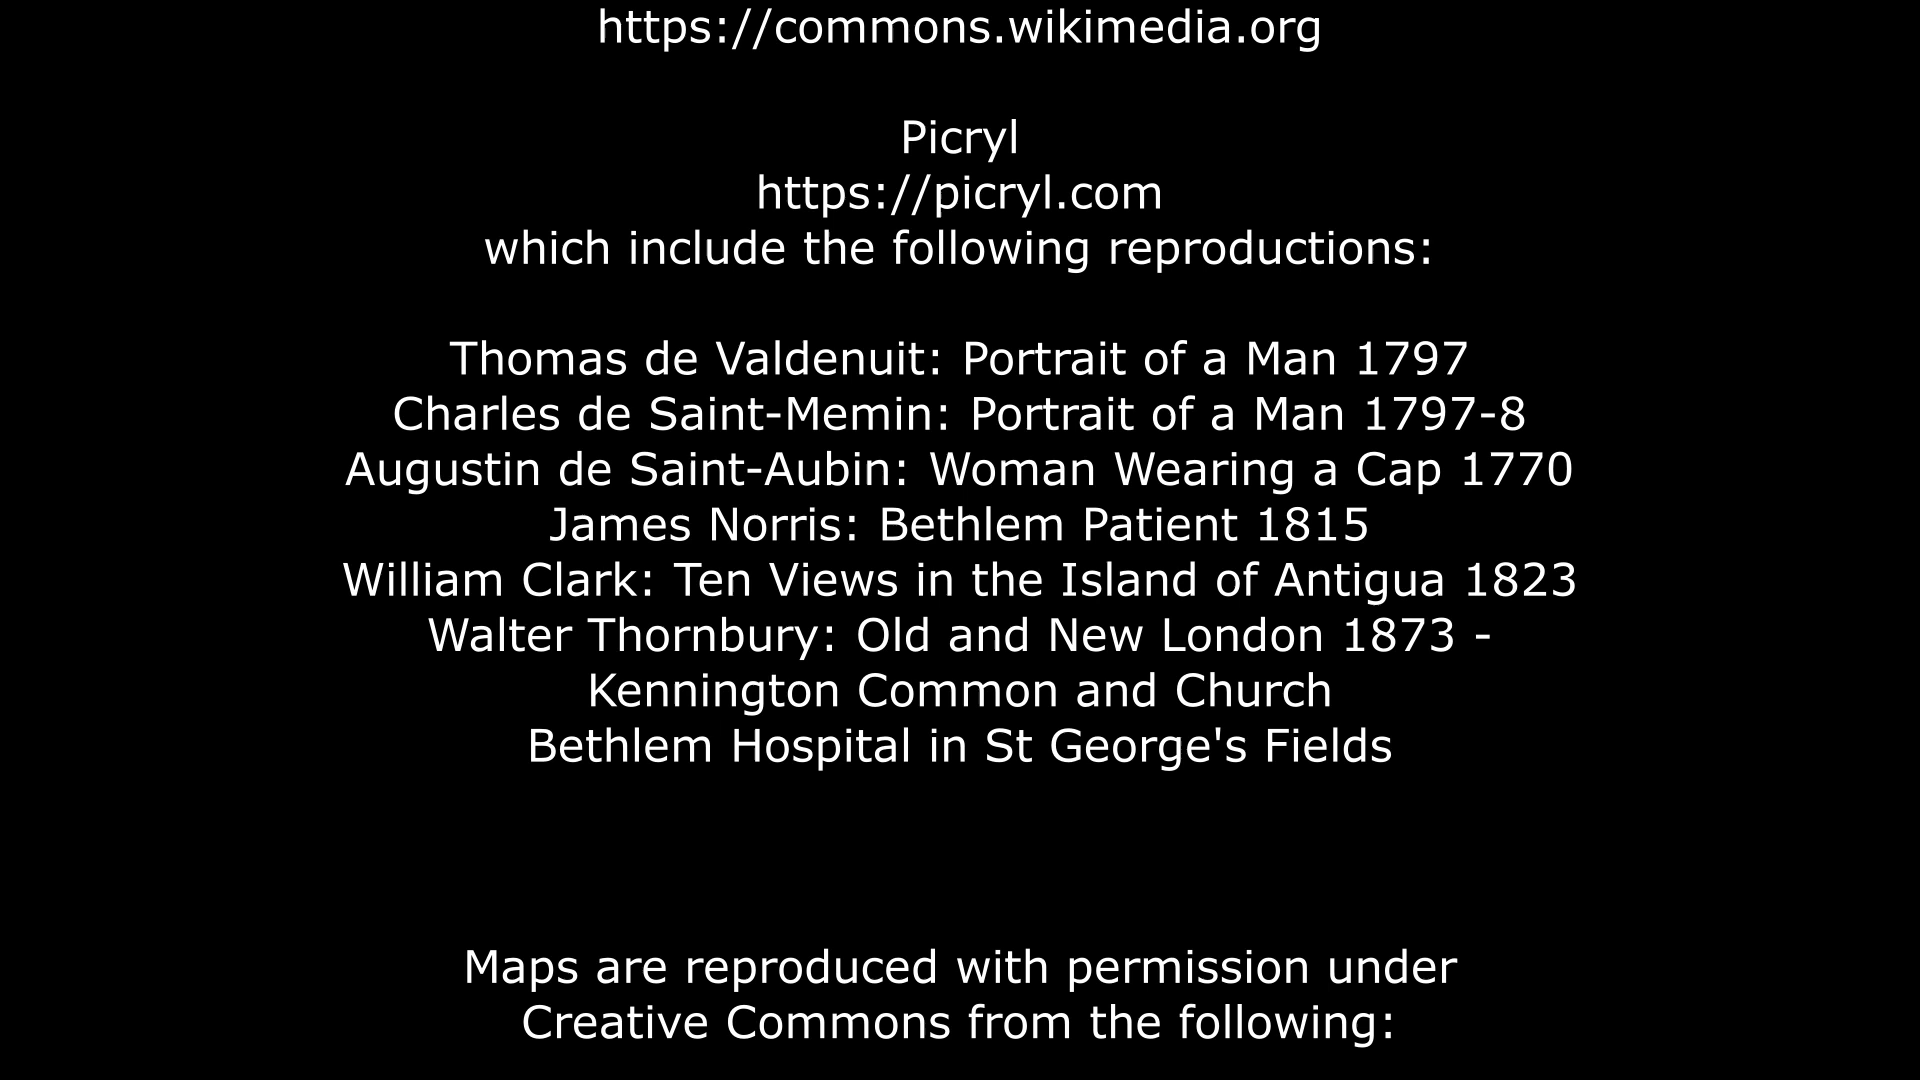 https://commons.wikimedia.org
Picryl
https://picryl.com
which include the following reproductions:
Thomas de Valdenuit: Portrait of a Man 1797
Charles de Saint-Memin: Portrait of a Man 1797-8
Augustin de Saint-Aubin: Woman Wearing a Cap 1770
James Norris: Bethlem Patient 1815
William Clark: Ten Views in the Island of Antigua 1823
Walter Thornbury: Old and New London 1873 -
Kennington Common and Church
Bethlem Hospital in St George's Fields
Maps are reproduced with permission under
Creative Commons from the following: